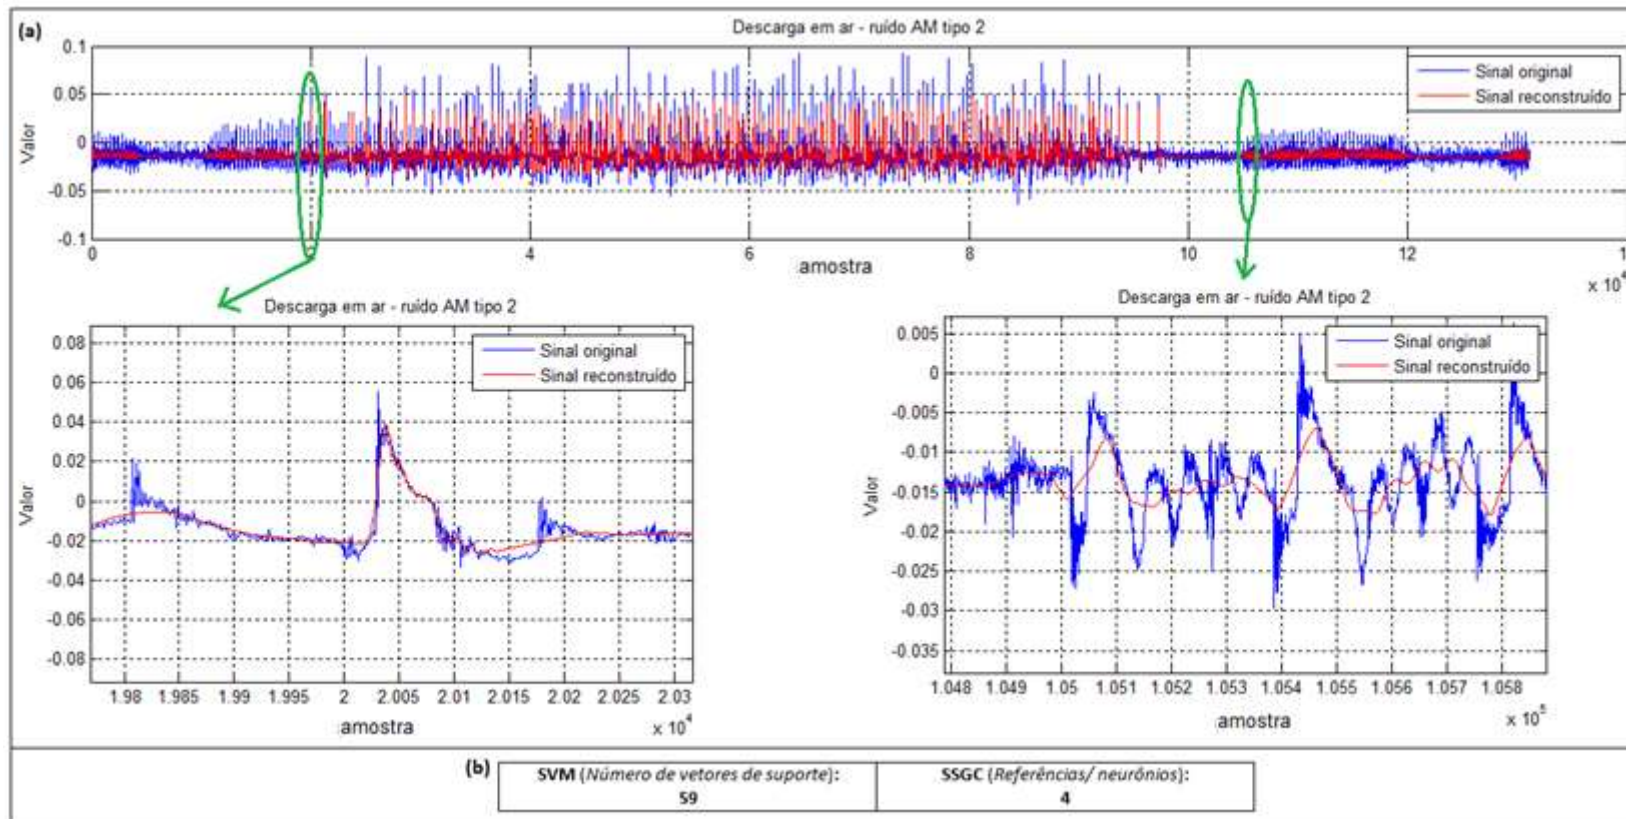 (a)
Descarga em ar - ruído AM tipo 2
0.1
0.05
0
-0.05
-0.1
Valor
Sinal original
Sinal reconstruído
0 4 6 8 10 12
amostra
x 10
Descarga em ar - ruído AM tipo 2
0.08
0.06
0.04
0.02
0
-0.02
-0.04
-0.06
-0.08
Valor
Sinal original
Sinal reconstruído
1.98 1.985 1.99 1.995 2 2.005 2.01 2.015 2.02 2.025 2.03
amostra
x 10^4
Descarga em ar - ruído AM tipo 2
0.005
0
-0.005
-0.01
-0.015
-0.02
-0.025
-0.03
-0.035
Valor
Sinal original
Sinal reconstruído
1.048 1.049 1.05 1.051 1.052 1.053 1.054 1.055 1.056 1.057 1.058
amostra
x 10^5
(b)
SVM (Número de vetores de suporte):
59
SSGC (Referências/ neurônios):
4